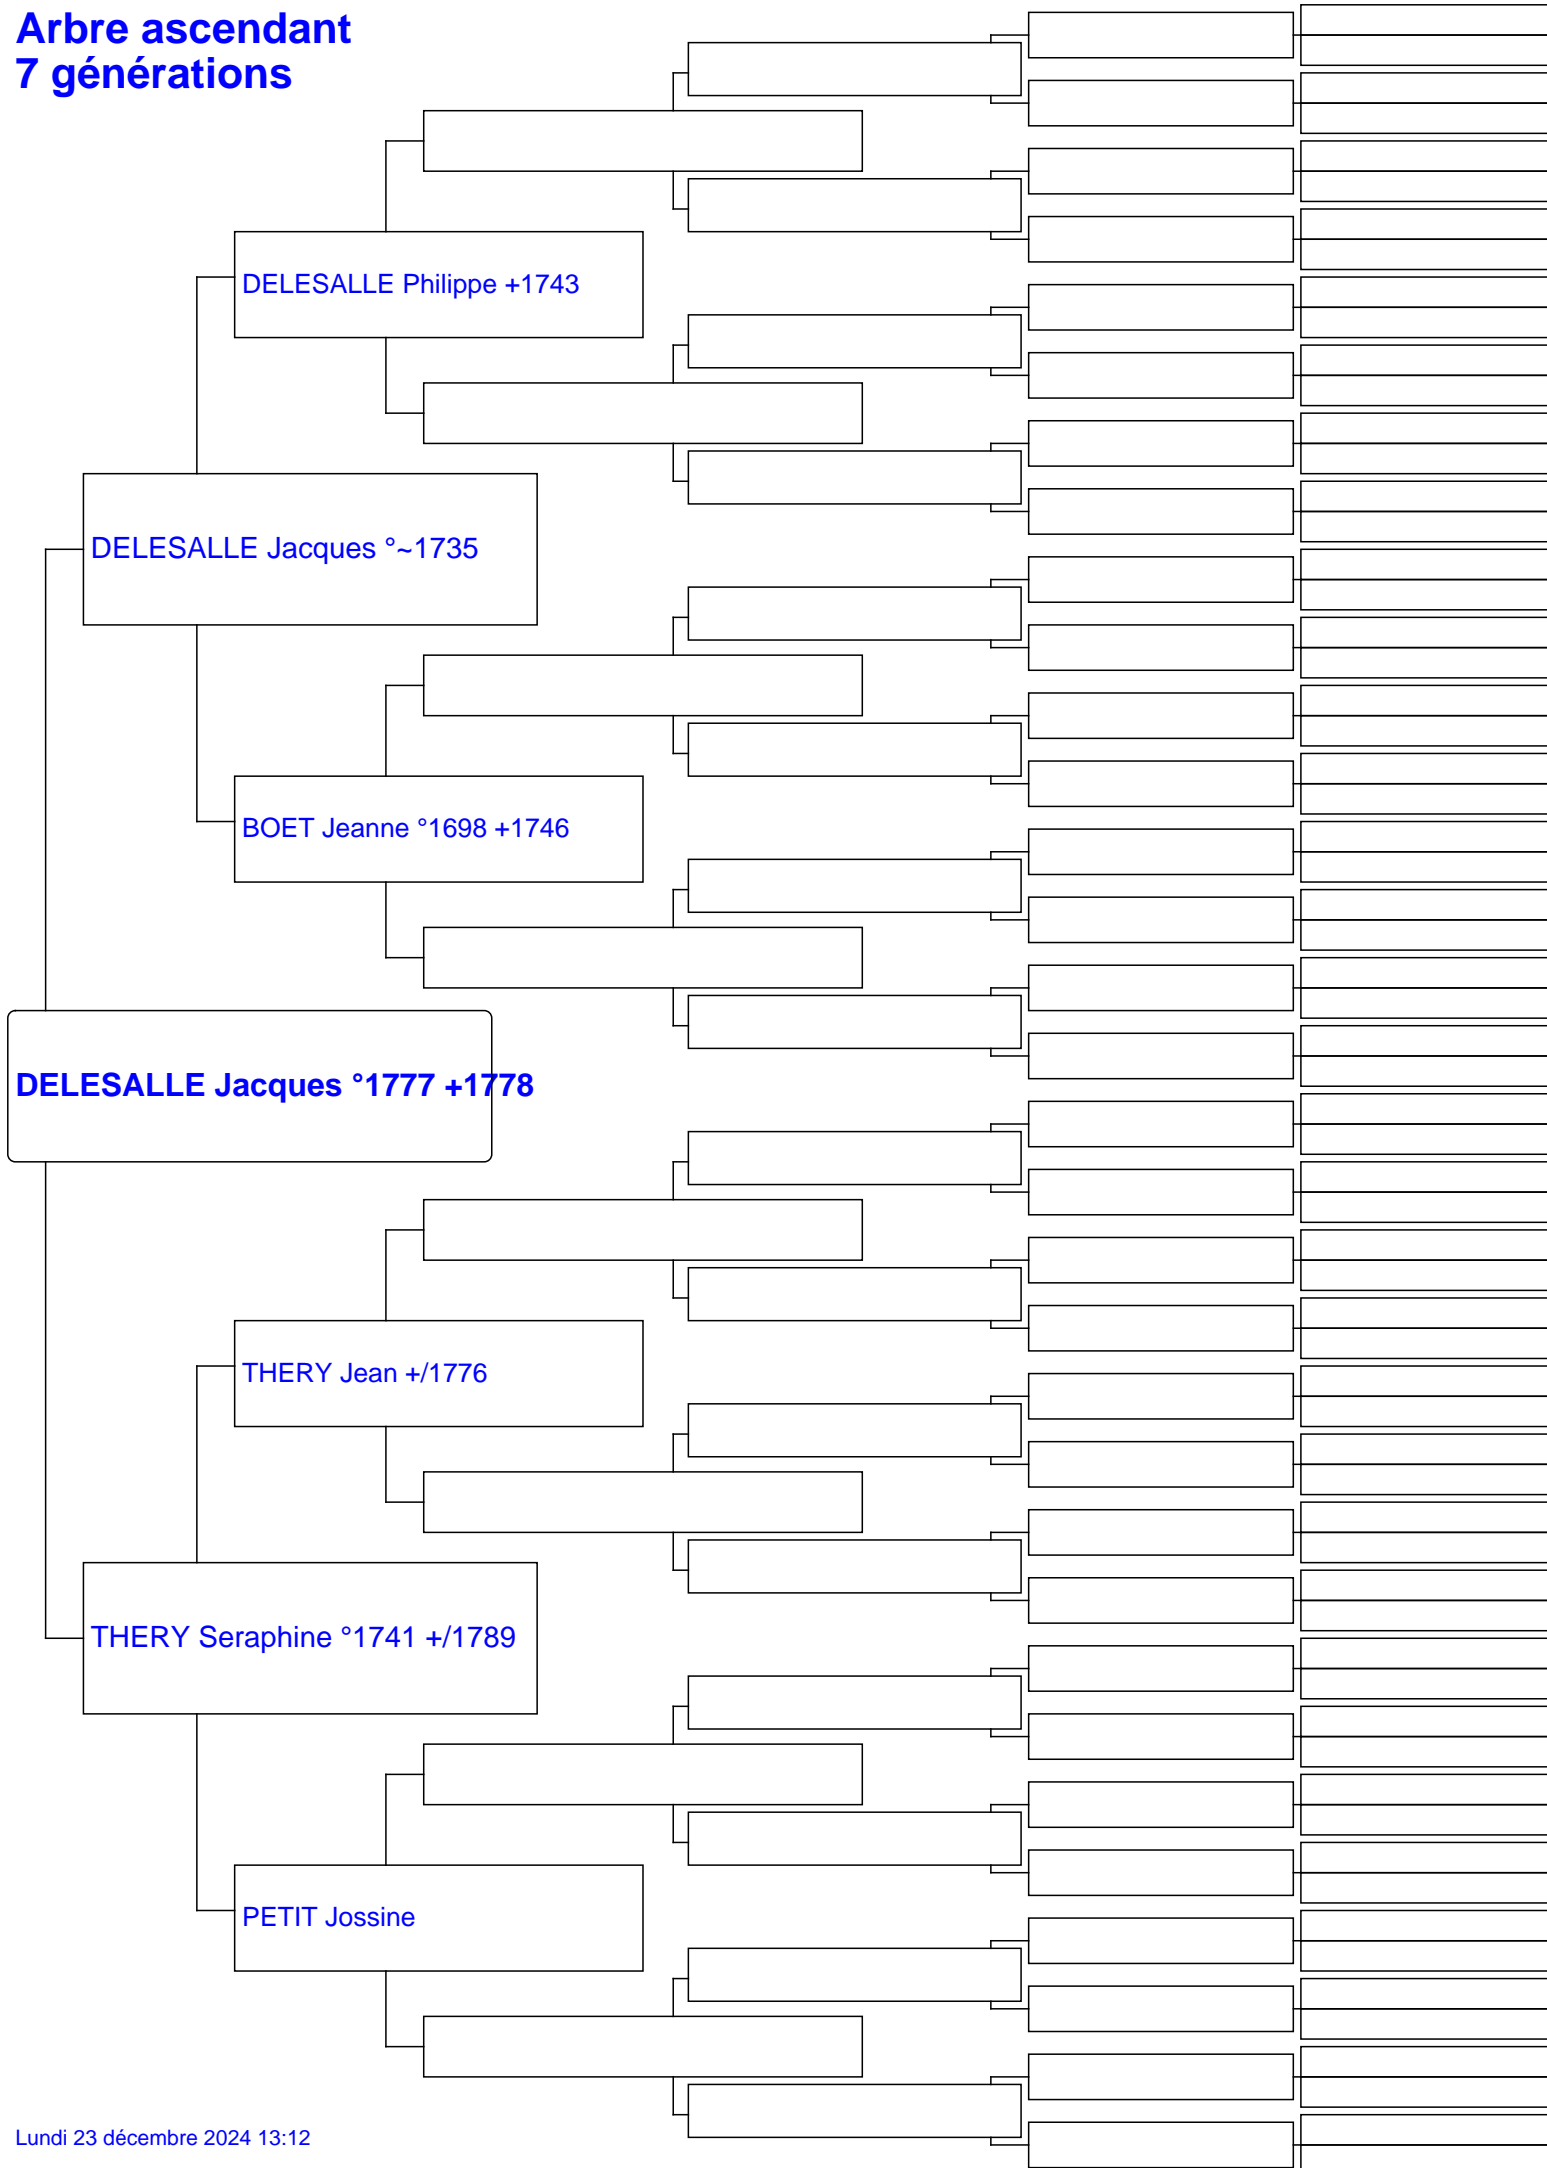 Arbre ascendant
7 générations
DELESALLE Philippe +1743
DELESALLE Jacques °~1735
BOET Jeanne °1698 +1746
DELESALLE Jacques °1777 +1778
THERY Jean +/1776
THERY Seraphine °1741 +/1789
PETIT Jossine
Lundi 23 décembre 2024 13:12